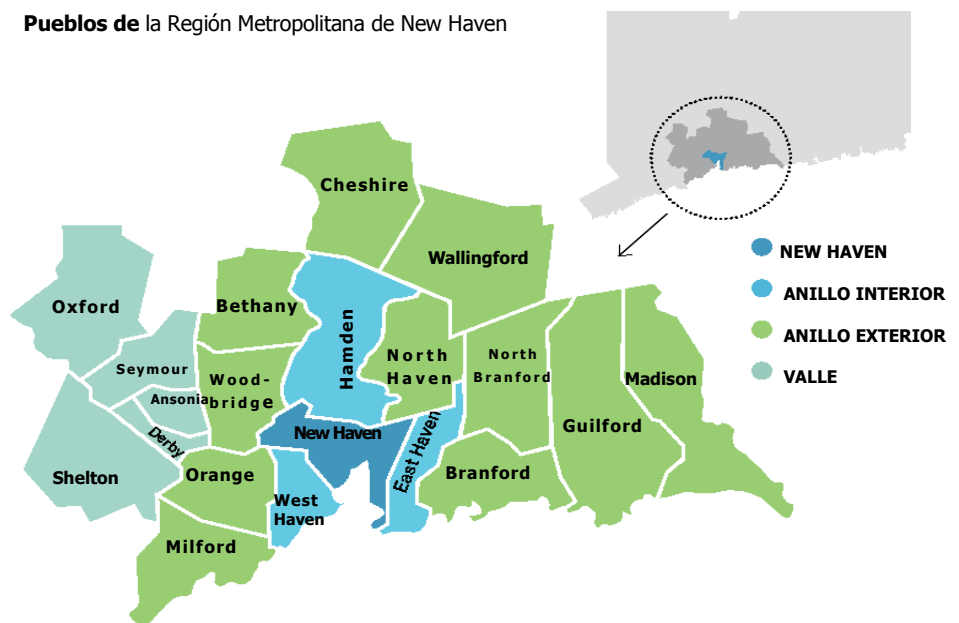 Pueblos de la Región Metropolitana de New Haven
Cheshire
Wallingford
NEW HAVEN
ANILLO INTERIOR
ANILLO EXTERIOR
VALLE
Oxford
Bethany
Hamden
North
Haven
North
Branford
Madison
Seymour
Wood-
bridge
Ansonia
Derby
New Haven
East Haven
Guilford
Shelton
Orange
West
Haven
Branford
Milford